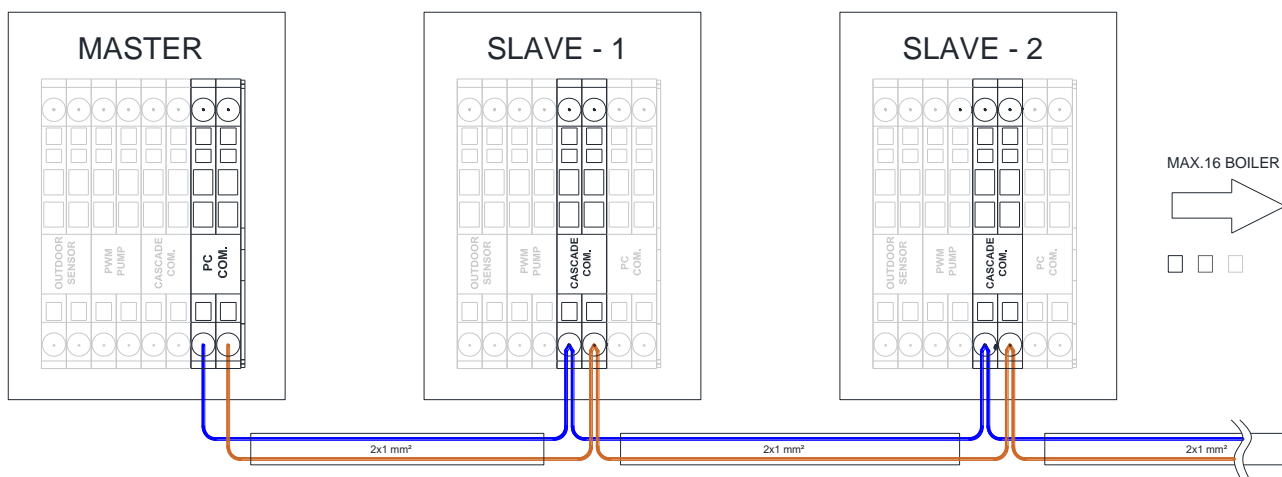 MASTER
SLAVE - 1
SLAVE - 2
MAX.16 BOILER
OUTDOOR
SENSOR
PWM
PUMP
CASCADE
COM.
PC
COM.
OUTDOOR
SENSOR
PWM
PUMP
CASCADE
COM.
PC
COM.
OUTDOOR
SENSOR
PWM
PUMP
CASCADE
COM.
PC
COM.
2x1 mm²
2x1 mm²
2x1 mm²